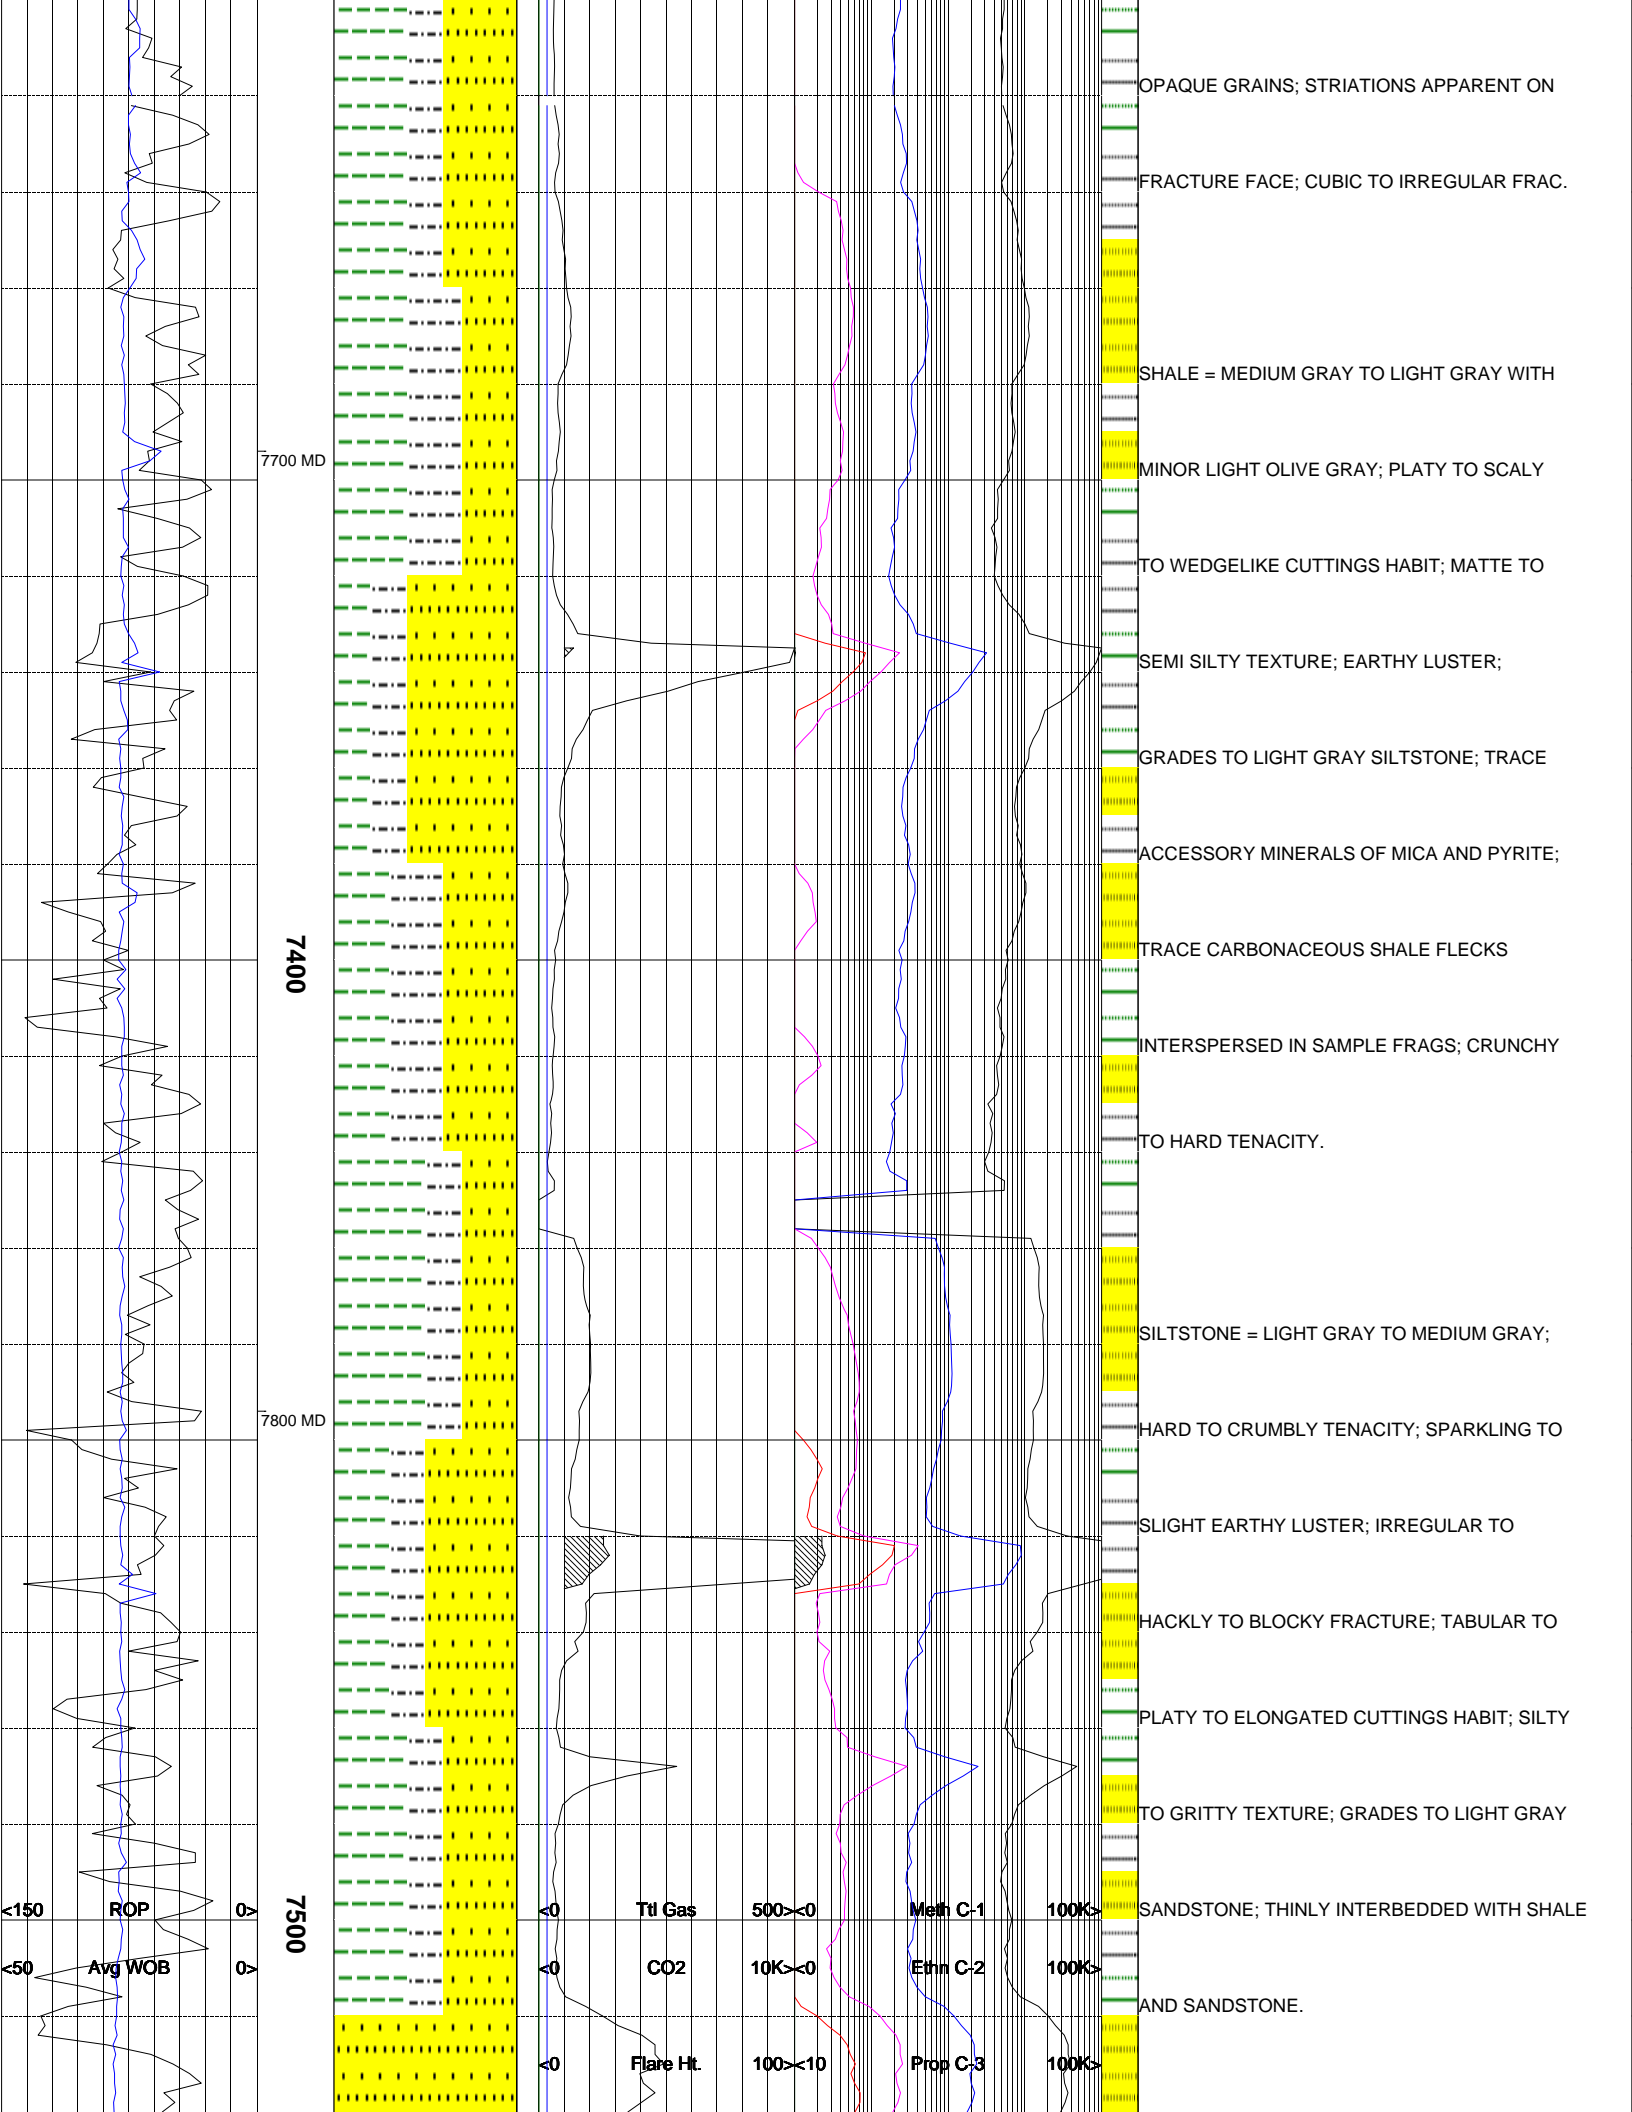 OPAQUE GRAINS; STRIATIONS APPARENT ON
FRACTURE FACE; CUBIC TO IRREGULAR FRAC.
SHALE = MEDIUM GRAY TO LIGHT GRAY WITH
7700 MD
MINOR LIGHT OLIVE GRAY; PLATY TO SCALY
TO WEDGELIKE CUTTINGS HABIT; MATTE TO
SEMI SILTY TEXTURE; EARTHY LUSTER;
GRADES TO LIGHT GRAY SILTSTONE; TRACE
ACCESSORY MINERALS OF MICA AND PYRITE;
7400
TRACE CARBONACEOUS SHALE FLECKS
INTERSPERSED IN SAMPLE FRAGS; CRUNCHY
TO HARD TENACITY.
SILTSTONE = LIGHT GRAY TO MEDIUM GRAY;
7800 MD
HARD TO CRUMBLY TENACITY; SPARKLING TO
SLIGHT EARTHY LUSTER; IRREGULAR TO
HACKLY TO BLOCKY FRACTURE; TABULAR TO
PLATY TO ELONGATED CUTTINGS HABIT; SILTY
TO GRITTY TEXTURE; GRADES TO LIGHT GRAY
<150 ROP 0>
7500
<0 Ttl Gas 500>
<0 Meth C-1 100K>
SANDSTONE; THINLY INTERBEDDED WITH SHALE
<50 Avg WOB 0>
<0 CO2 10K>
<0 Ethn C-2 100K>
AND SANDSTONE.
<0 Flare Ht. 100>
<10 Prop C-3 100K>